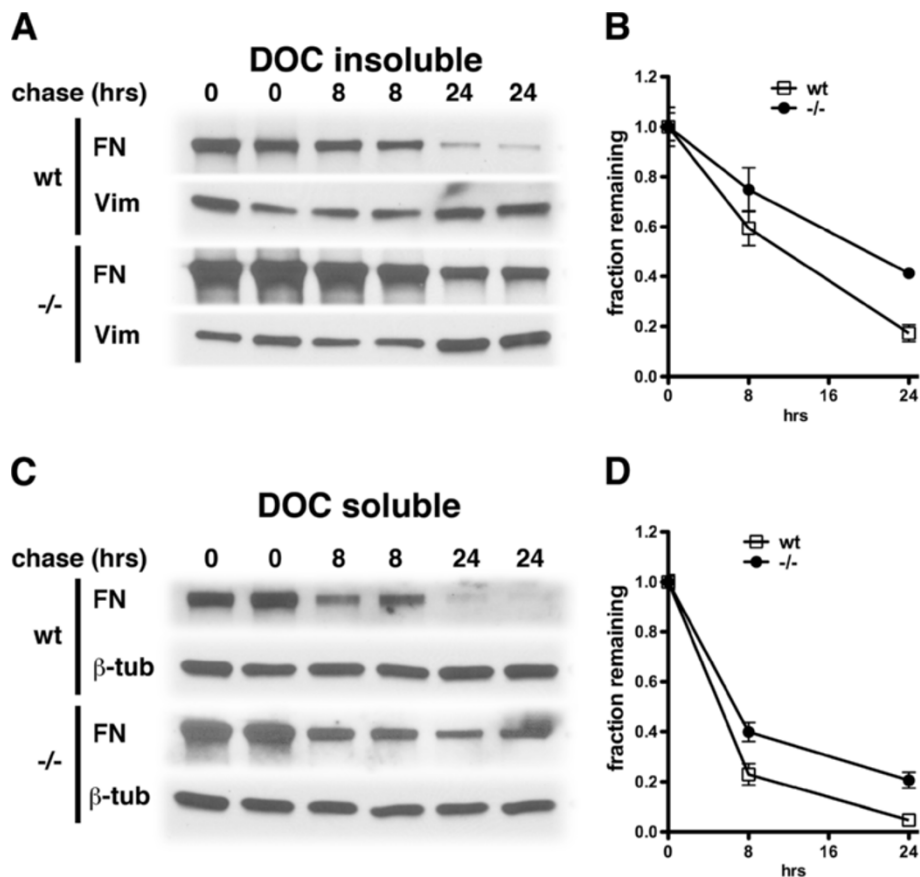 A
DOC insoluble
chase (hrs) 0 0 8 8 24 24
wt
FN
Vim
-/-
FN
Vim
B
fraction remaining
1.2
1.0
0.8
0.6
0.4
0.2
0.0
wt
-/-
0 8 16 24
hrs
C
DOC soluble
chase (hrs) 0 0 8 8 24 24
wt
FN
β-tub
-/-
FN
β-tub
D
fraction remaining
1.2
1.0
0.8
0.6
0.4
0.2
0.0
wt
-/-
0 8 16 24
hrs